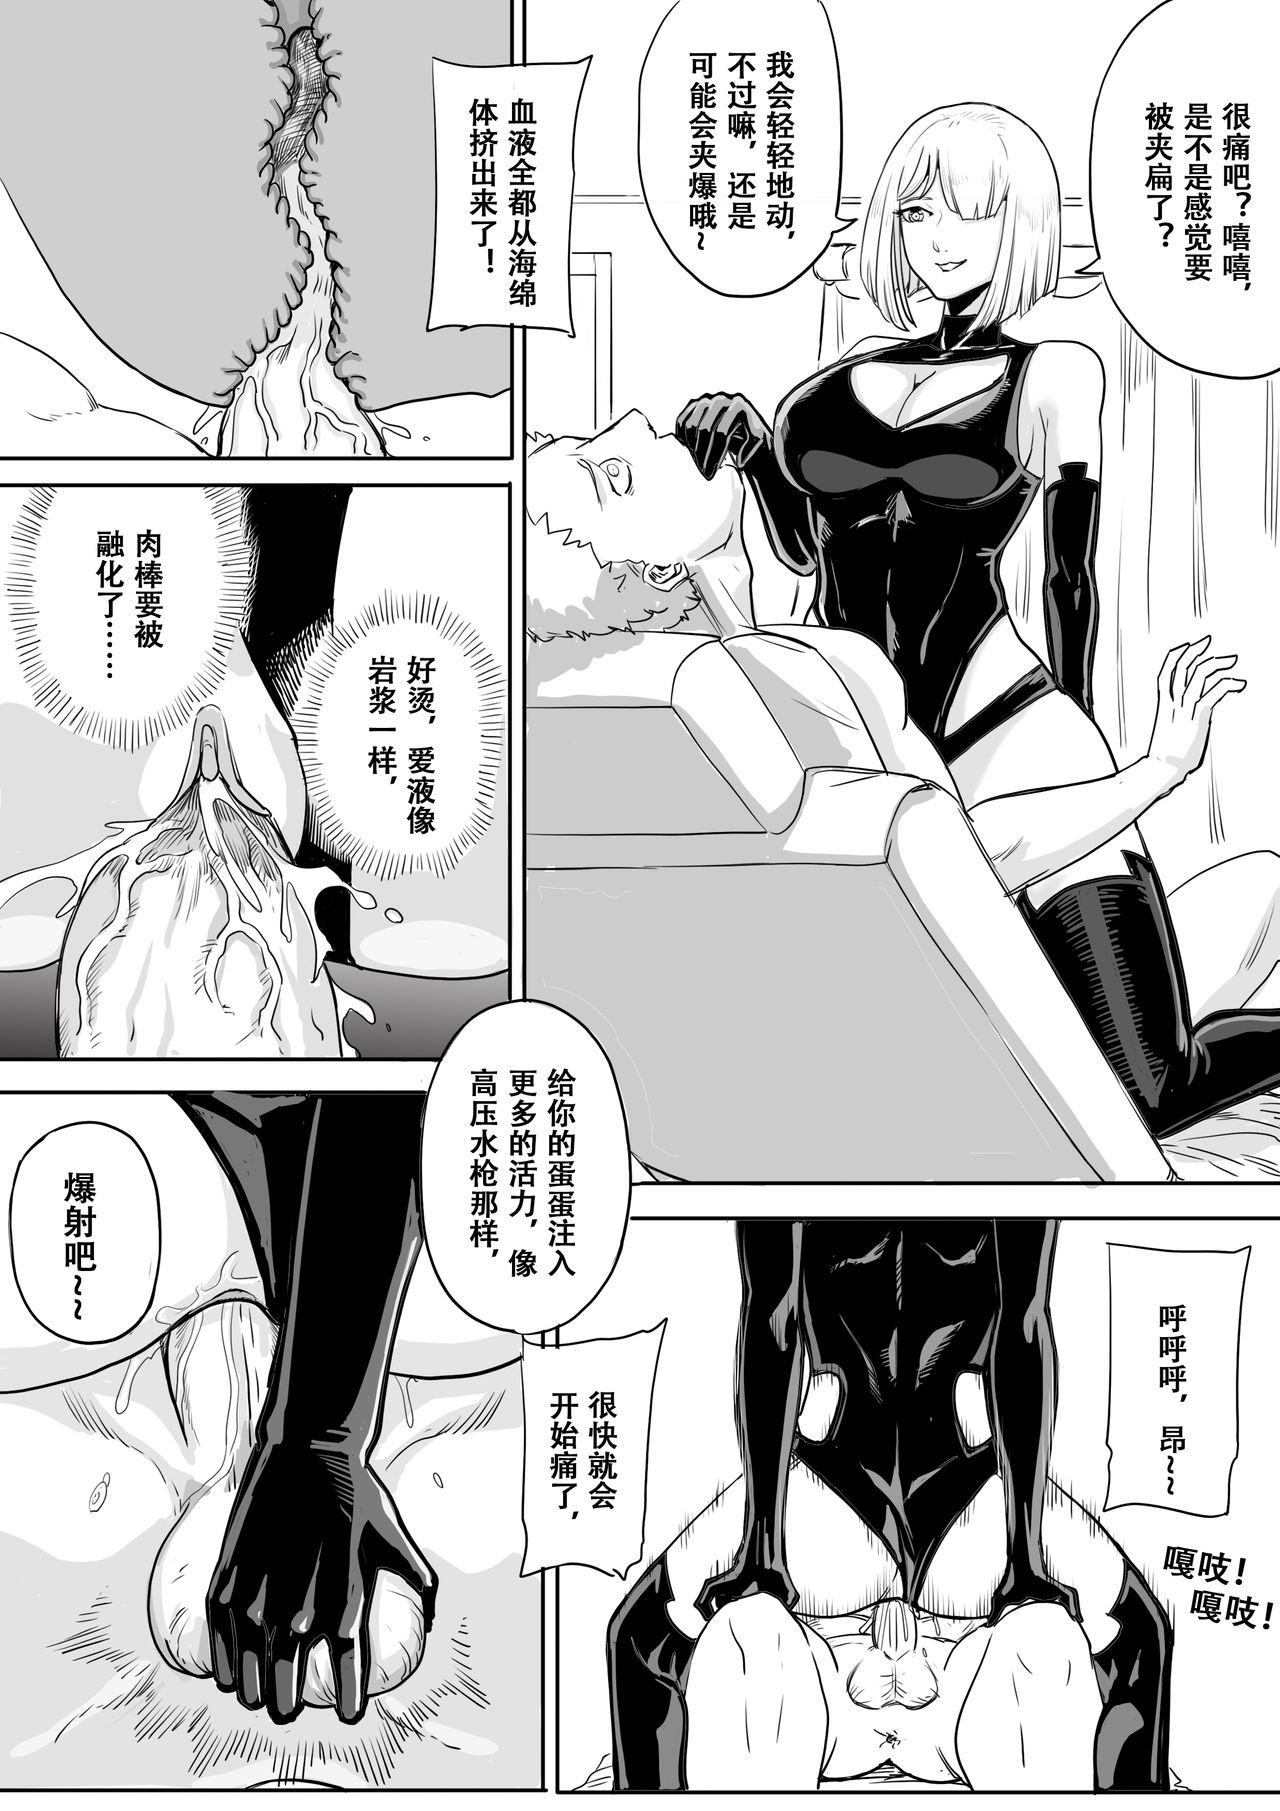 很痛吧？嘻嘻，
是不是感觉要
被夹扁了？
我会轻轻地动，
不过嘛，还是
可能会夹爆哦~
血液全都从海绵
体挤出来了！
好烫，爱液像
岩浆一样，
肉棒要被
融化了……
呼呼呼，昂~~
嘎吱！
嘎吱！
很快就会
开始痛了，
给你的蛋蛋注入
更多的活力，像
高压水枪那样，
爆射吧~~